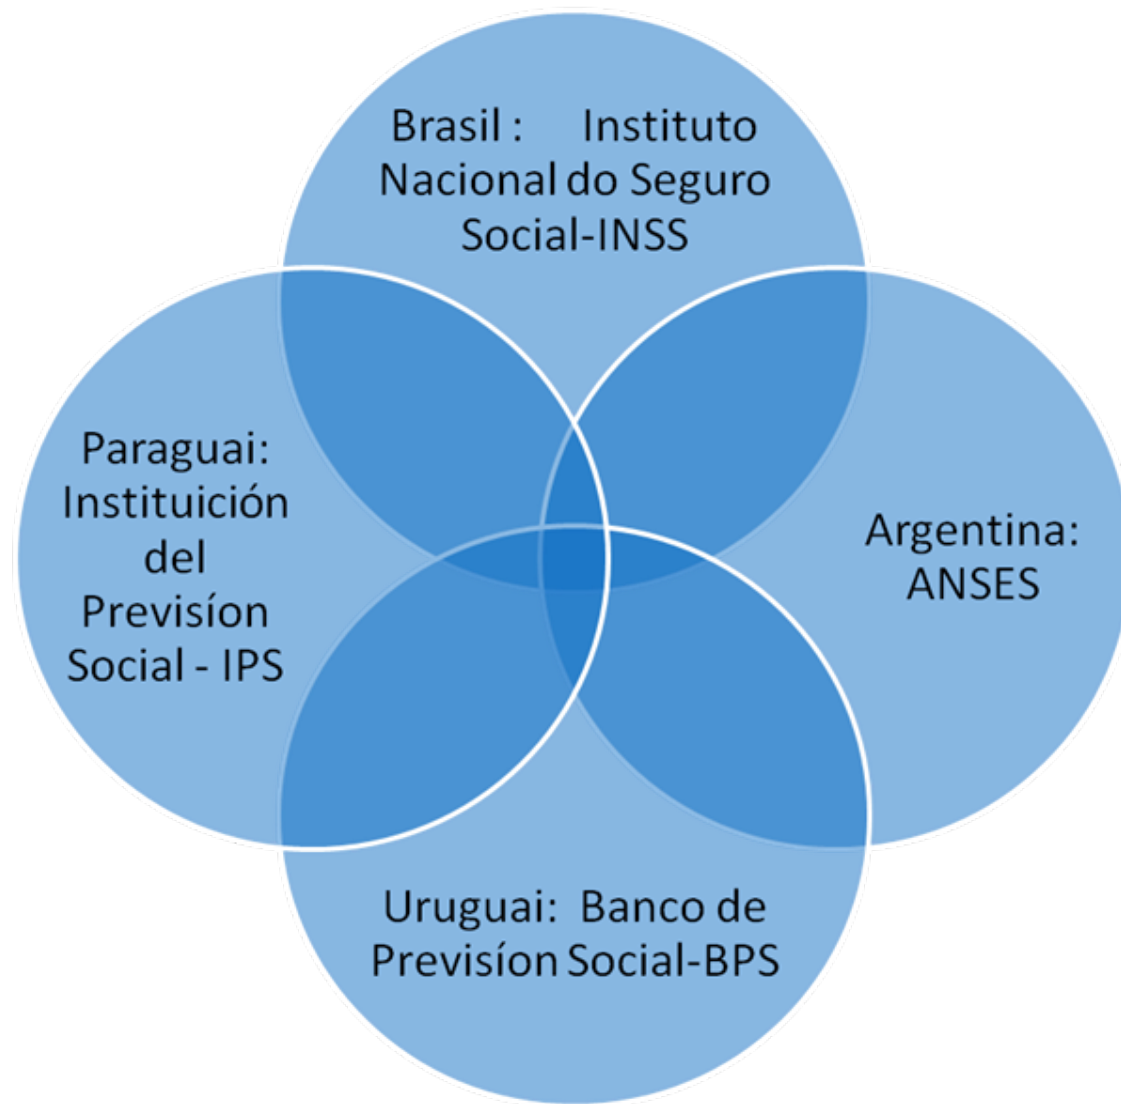 Brasil : Instituto
Nacional do Seguro
Social-INSS
Paraguai:
Instituición
del
Previsíon
Social - IPS
Argentina:
ANSES
Uruguai: Banco de
Previsíon Social-BPS